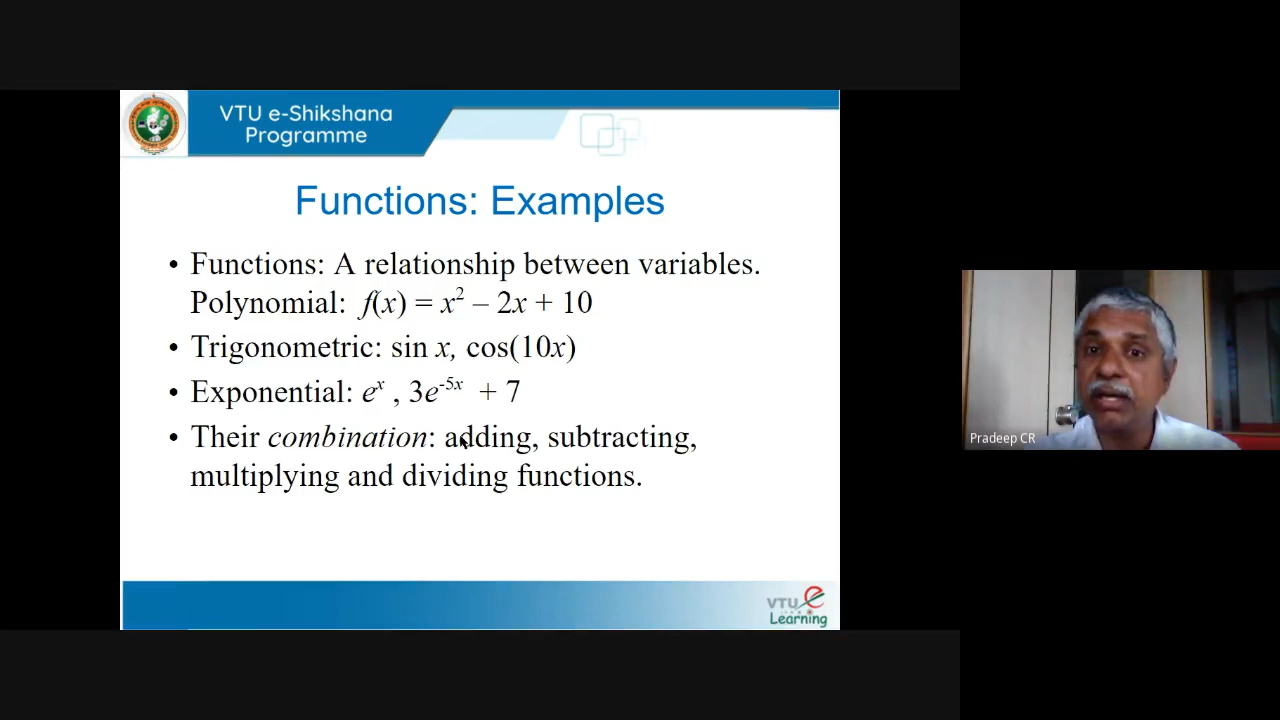 VTU e-Shikshana
Programme
Functions: Examples
• Functions: A relationship between variables.
Polynomial: f(x) = x² – 2x + 10
• Trigonometric: sin x, cos(10x)
• Exponential: eˣ , 3e⁻⁵ˣ + 7
• Their combination: adding, subtracting,
multiplying and dividing functions.
Pradeep CR
VTU e
Learning